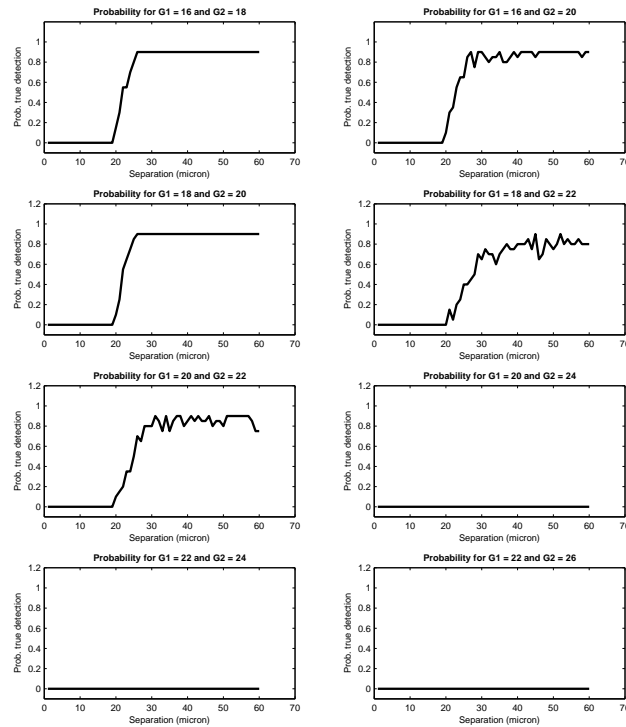 Probability for G1 = 16 and G2 = 18
Prob. true detection
1
0.8
0.6
0.4
0.2
0
0 10 20 30 40 50 60 70
Separation (micron)
Probability for G1 = 16 and G2 = 20
Prob. true detection
1
0.8
0.6
0.4
0.2
0
0 10 20 30 40 50 60 70
Separation (micron)
Probability for G1 = 18 and G2 = 20
Prob. true detection
1.2
1
0.8
0.6
0.4
0.2
0
0 10 20 30 40 50 60 70
Separation (micron)
Probability for G1 = 18 and G2 = 22
Prob. true detection
1.2
1
0.8
0.6
0.4
0.2
0
0 10 20 30 40 50 60 70
Separation (micron)
Probability for G1 = 20 and G2 = 22
Prob. true detection
1.2
1
0.8
0.6
0.4
0.2
0
0 10 20 30 40 50 60 70
Separation (micron)
Probability for G1 = 20 and G2 = 24
Prob. true detection
1.2
1
0.8
0.6
0.4
0.2
0
0 10 20 30 40 50 60 70
Separation (micron)
Probability for G1 = 22 and G2 = 24
Prob. true detection
1.2
1
0.8
0.6
0.4
0.2
0
0 10 20 30 40 50 60 70
Separation (micron)
Probability for G1 = 22 and G2 = 26
Prob. true detection
1.2
1
0.8
0.6
0.4
0.2
0
0 10 20 30 40 50 60 70
Separation (micron)